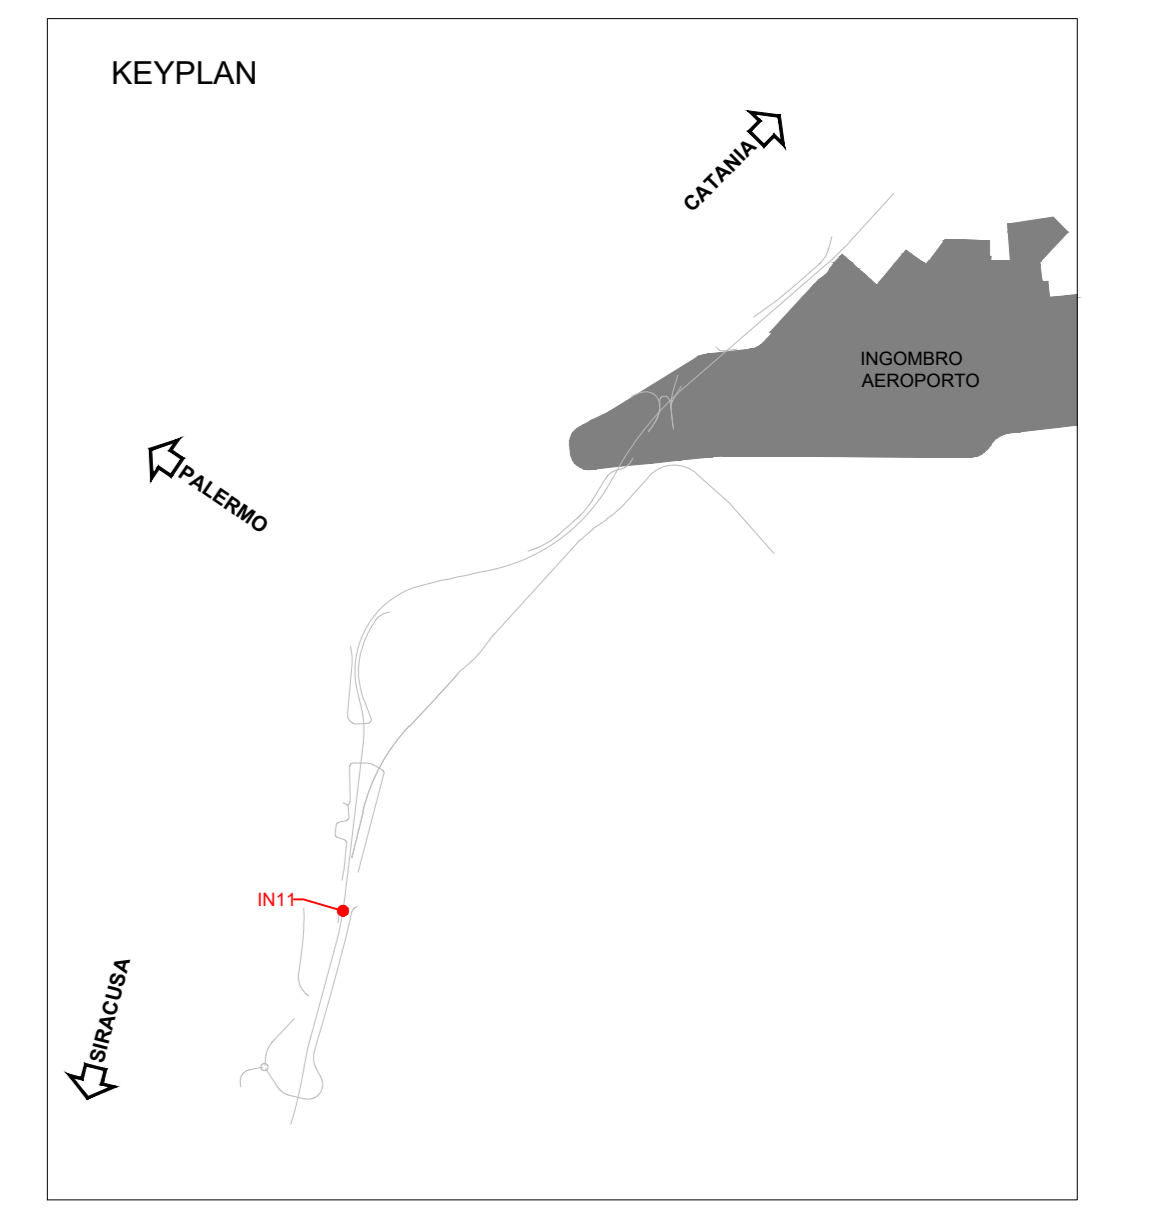 KEYPLAN
CATANIA
INGOMBRO
AEROPORTO
PALERMO
IN11
SIRACUSA